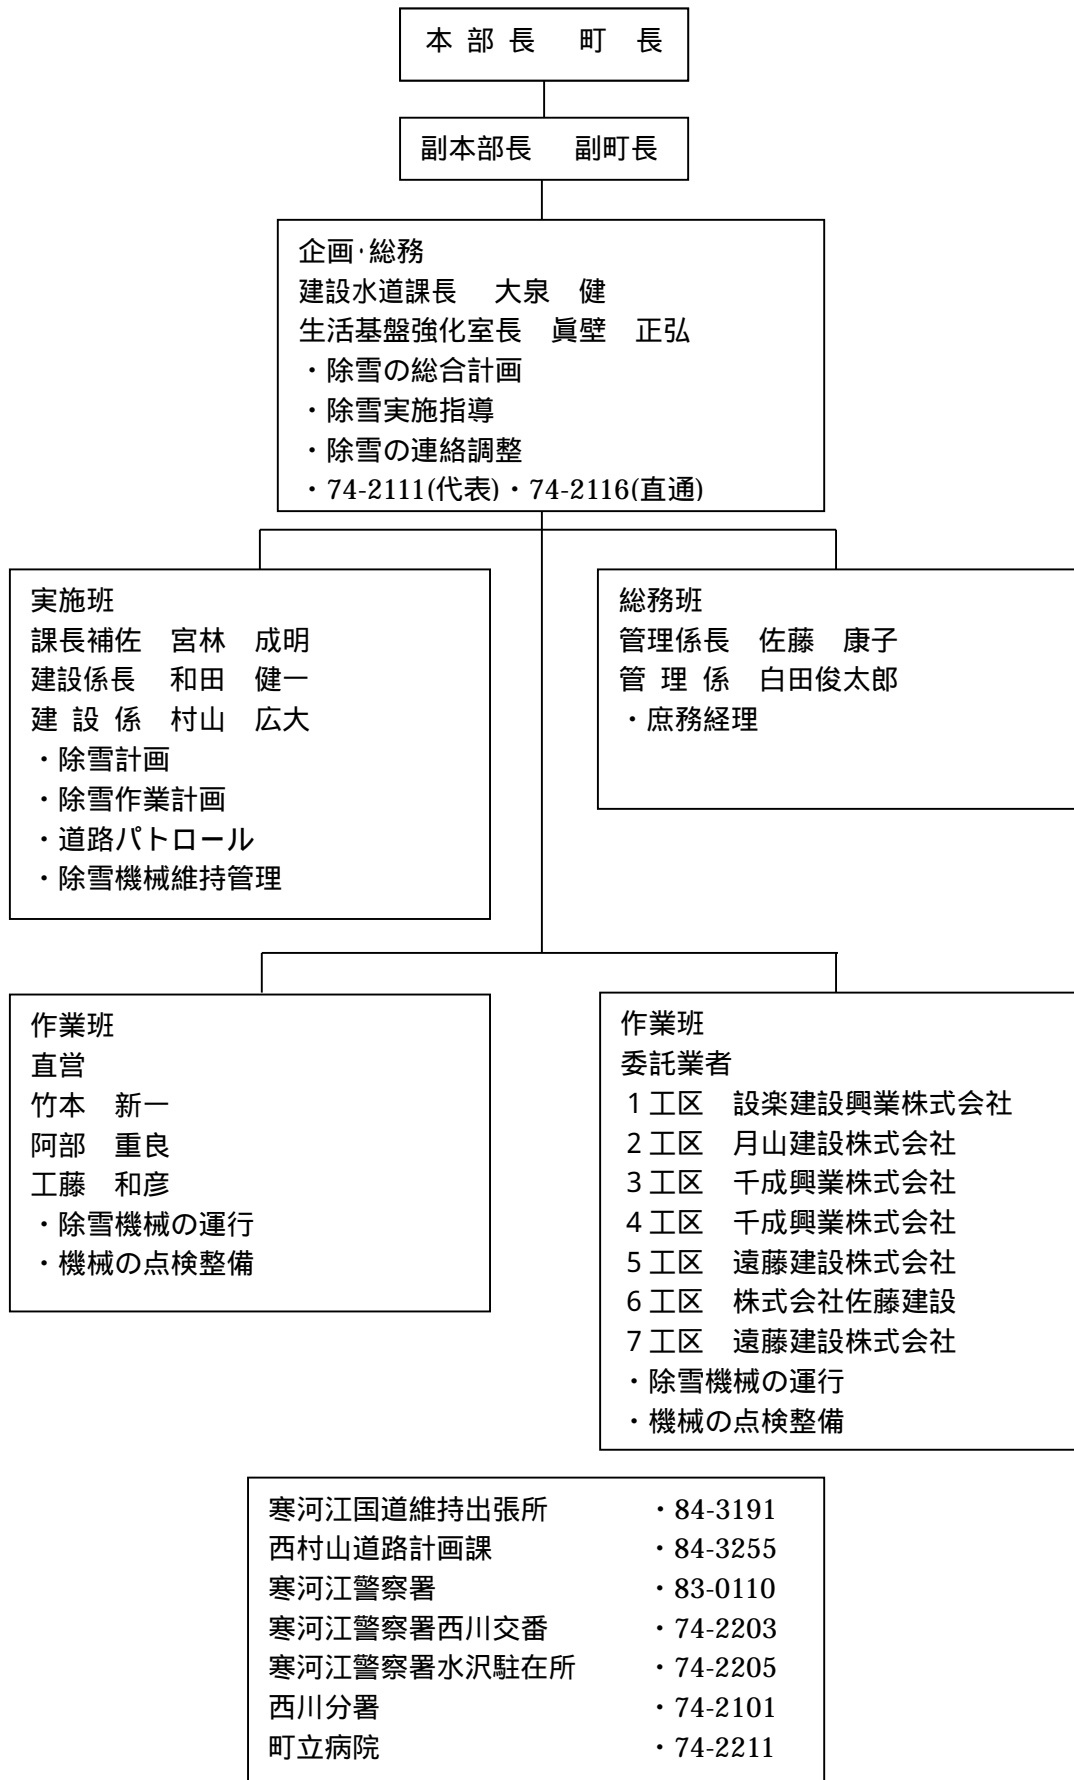 本 部 長　町　長
副本部長　副町長
企画・総務
建設水道課長　大泉　健
生活基盤強化室長　眞壁　正弘
・除雪の総合計画
・除雪実施指導
・除雪の連絡調整
・74-2111(代表)・74-2116(直通)
実施班
課長補佐　宮林　成明
建設係長　和田　健一
建 設 係　村山　広大
・除雪計画
・除雪作業計画
・道路パトロール
・除雪機械維持管理
総務班
管理係長　佐藤　康子
管 理 係　白田俊太郎
・庶務経理
作業班
直営
竹本　新一
阿部　重良
工藤　和彦
・除雪機械の運行
・機械の点検整備
作業班
委託業者
1工区　設楽建設興業株式会社
2工区　月山建設株式会社
3工区　千成興業株式会社
4工区　千成興業株式会社
5工区　遠藤建設株式会社
6工区　株式会社佐藤建設
7工区　遠藤建設株式会社
・除雪機械の運行
・機械の点検整備
寒河江国道維持出張所　・84-3191
西村山道路計画課　・84-3255
寒河江警察署　・83-0110
寒河江警察署西川交番　・74-2203
寒河江警察署水沢駐在所　・74-2205
西川分署　・74-2101
町立病院　・74-2211